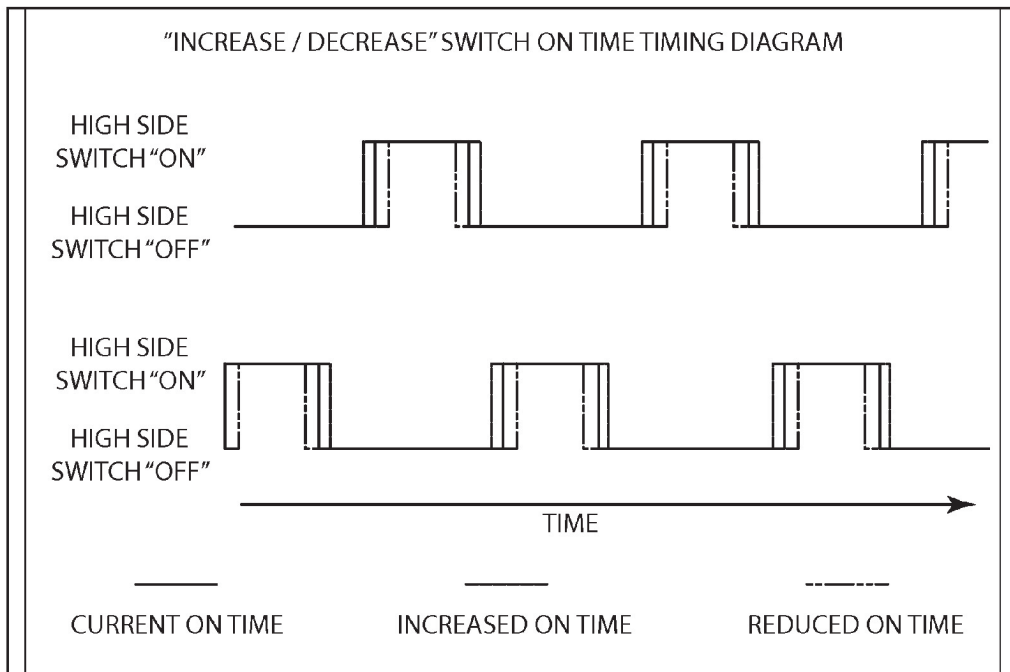 "INCREASE / DECREASE" SWITCH ON TIME TIMING DIAGRAM
HIGH SIDE
SWITCH "ON"
HIGH SIDE
SWITCH "OFF"
HIGH SIDE
SWITCH "ON"
HIGH SIDE
SWITCH "OFF"
TIME
CURRENT ON TIME
INCREASED ON TIME
REDUCED ON TIME